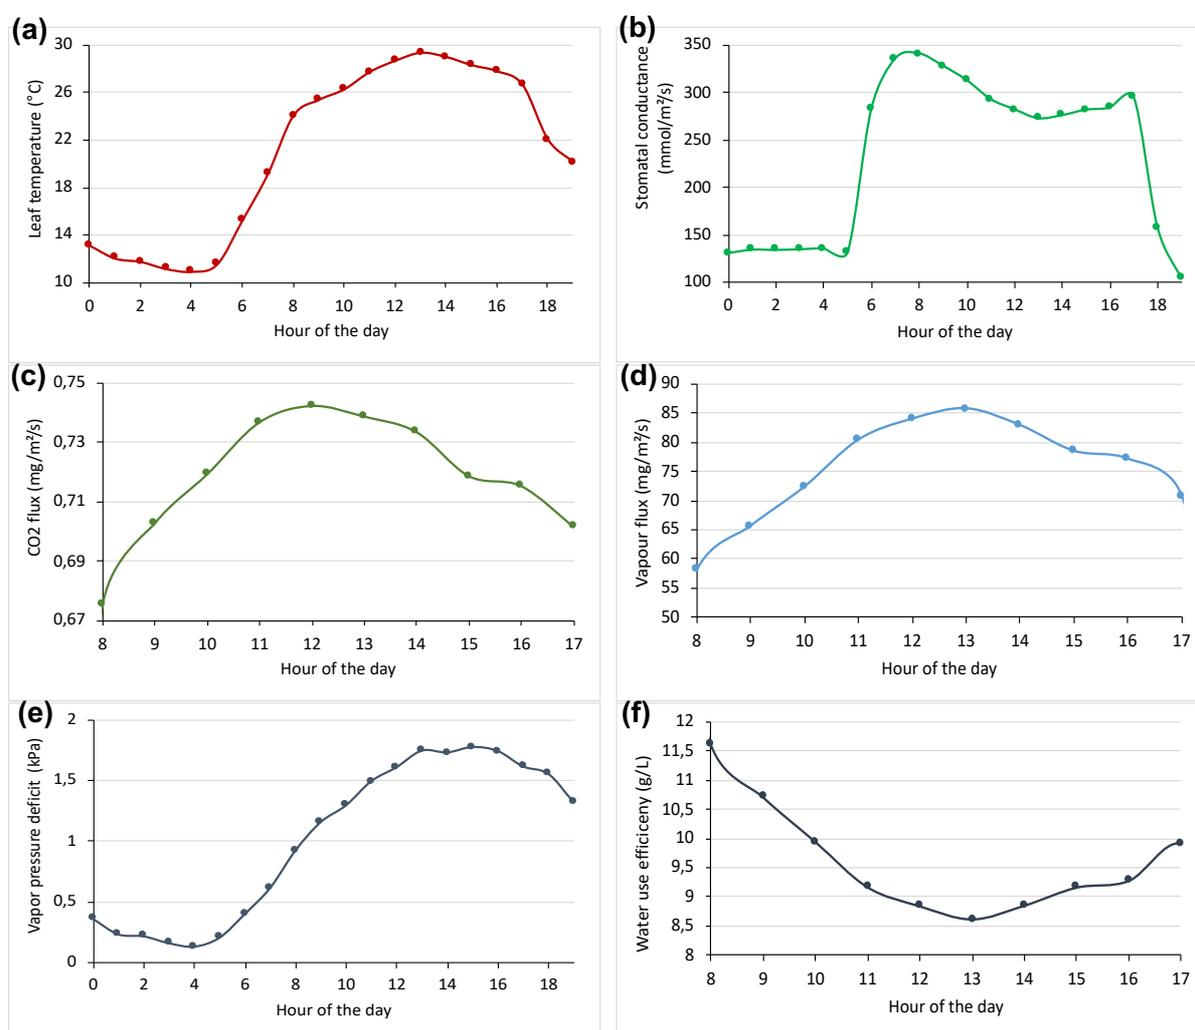 (a)
Leaf temperature (°C)
30
26
22
18
14
10
0 2 4 6 8 10 12 14 16 18
Hour of the day
(b)
Stomatal conductance
(mmol/m²/s)
350
300
250
200
150
100
0 2 4 6 8 10 12 14 16 18
Hour of the day
(c)
CO2 flux (mg/m²/s)
0,75
0,73
0,71
0,69
0,67
8 9 10 11 12 13 14 15 16 17
Hour of the day
(d)
Vapour flux (mg/m²/s)
90
85
80
75
70
65
60
55
50
8 9 10 11 12 13 14 15 16 17
Hour of the day
(e)
Vapor pressure deficit (kPa)
2
1,5
1
0,5
0
0 2 4 6 8 10 12 14 16 18
Hour of the day
(f)
Water use efficiceny (g/L)
12
11,5
11
10,5
10
9,5
9
8,5
8
8 9 10 11 12 13 14 15 16 17
Hour of the day